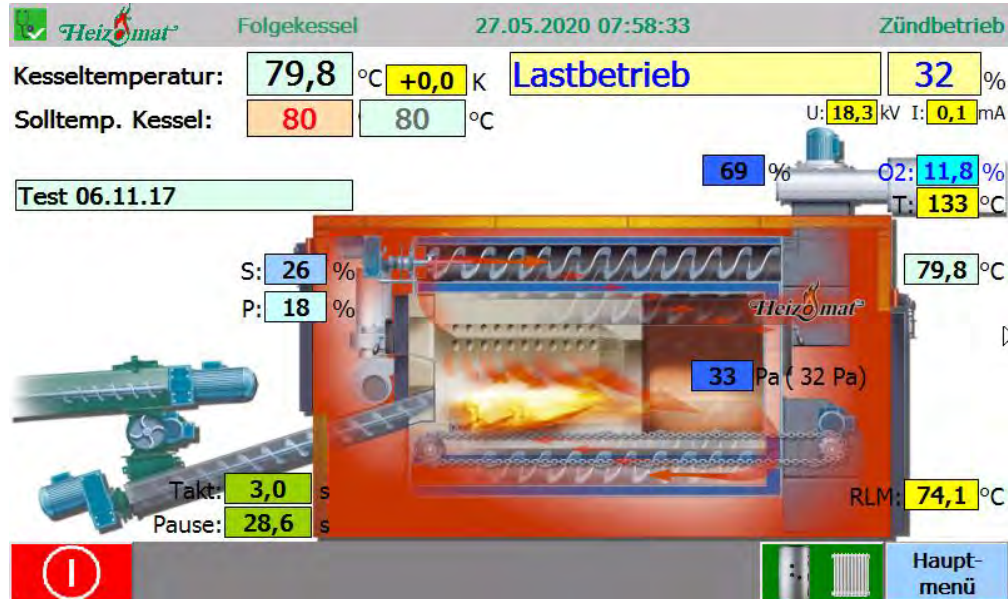 Heizomat Folgekessel 27.05.2020 07:58:33 Zündbetrieb
Kesseltemperatur: 79,8 °C +0,0 K Lastbetrieb 32 %
Solltemp. Kessel: 80 80 °C U: 18,3 kV I: 0,1 mA
69 % O2: 11,8 %
Test 06.11.17 T: 133 °C
S: 26 % 79,8 °C
P: 18 % Heizomat
33 Pa ( 32 Pa)
Takt: 3,0 s RLM: 74,1 °C
Pause: 28,6 s
Haupt-
menü